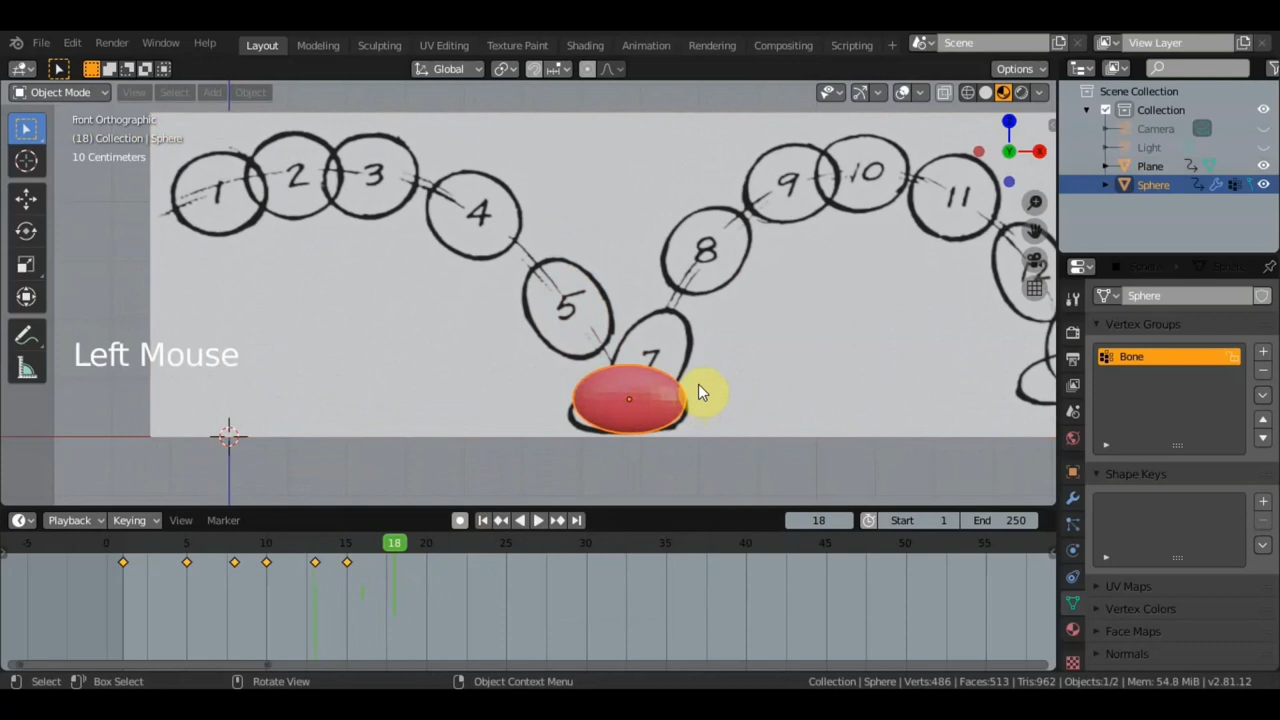 File Edit Render Window Help Layout Modeling Sculpting UV Editing Texture Paint Shading Animation Rendering Compositing Scripting + Scene View Layer
Global Options
Object Mode View Select Add Object
Scene Collection
Collection
Camera
Light
Plane
Sphere
Front Orthographic
(18) Collection | Sphere
10 Centimeters
1 2 3 4 5 7 8 9 10 11 12
Left Mouse
Sphere
Vertex Groups
Bone
Shape Keys
UV Maps
Vertex Colors
Face Maps
Normals
Playback Keying View Marker 18 Start 1 End 250
-5 0 5 10 15 18 20 25 30 35 40 45 50 55
Select Box Select Rotate View Object Context Menu Collection | Sphere | Verts:486 | Faces:513 | Tris:962 | Objects:1/2 | Mem: 54.8 MiB | v2.81.12